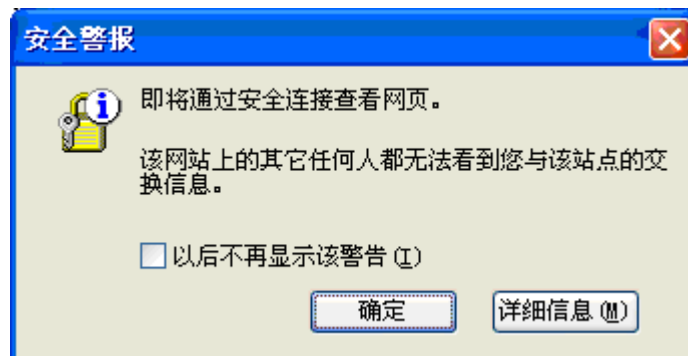 安全警报
即将通过安全连接查看网页。
该网站上的其它任何人都无法看到您与该站点的交
换信息。
以后不再显示该警告(I)
确定
详细信息(M)